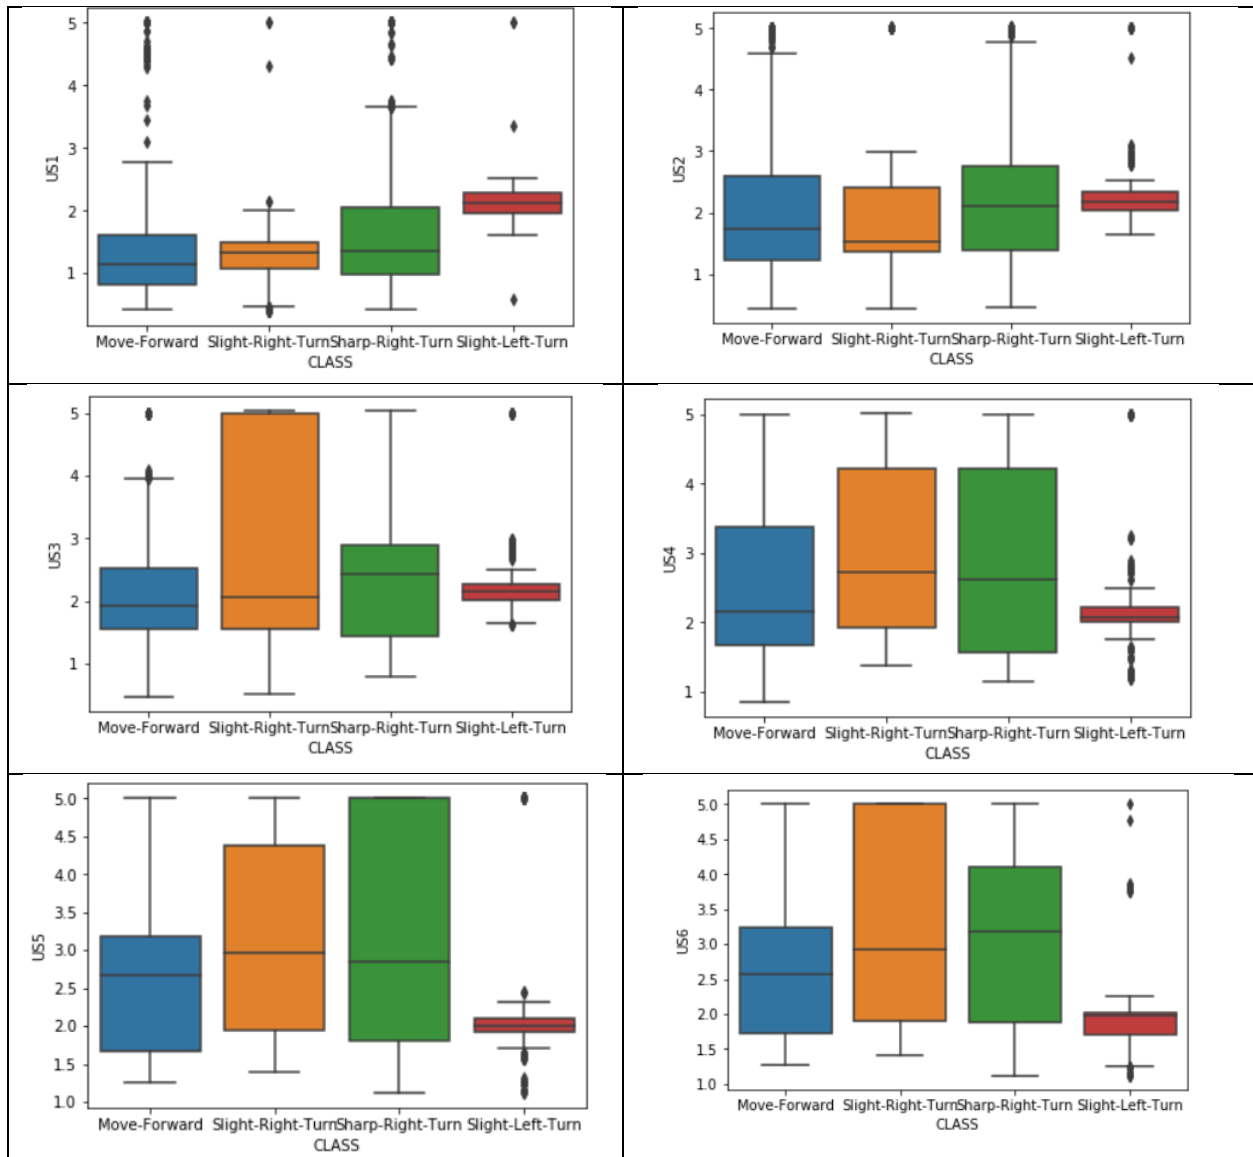 US1
5
4
3
2
1
Move-Forward Slight-Right-Turn Sharp-Right-Turn Slight-Left-Turn
CLASS
US2
5
4
3
2
1
Move-Forward Slight-Right-Turn Sharp-Right-Turn Slight-Left-Turn
CLASS
US3
5
4
3
2
1
Move-Forward Slight-Right-Turn Sharp-Right-Turn Slight-Left-Turn
CLASS
US4
5
4
3
2
1
Move-Forward Slight-Right-Turn Sharp-Right-Turn Slight-Left-Turn
CLASS
US5
5.0
4.5
4.0
3.5
3.0
2.5
2.0
1.5
1.0
Move-Forward Slight-Right-Turn Sharp-Right-Turn Slight-Left-Turn
CLASS
US6
5.0
4.5
4.0
3.5
3.0
2.5
2.0
1.5
1.0
Move-Forward Slight-Right-Turn Sharp-Right-Turn Slight-Left-Turn
CLASS